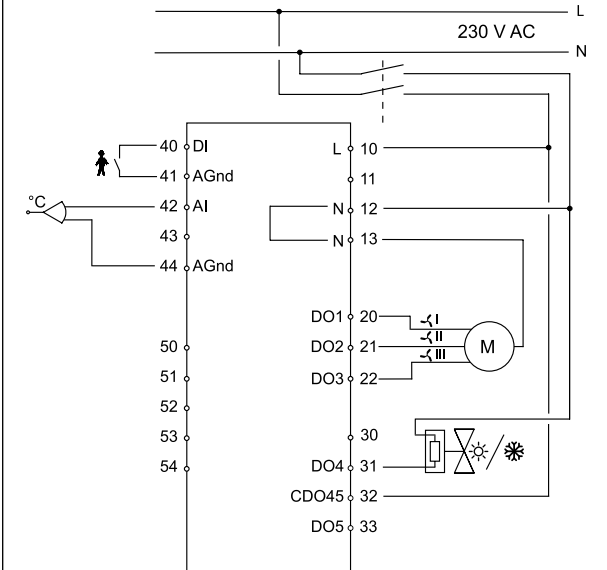 L
230 V AC
N
40 DI
L 10
41 AGnd
11
°C
42 AI
N 12
43
N 13
44 AGnd
DO1 20
I
50
DO2 21
II
M
51
DO3 22
III
52
53
30
54
DO4 31
CDO45 32
DO5 33